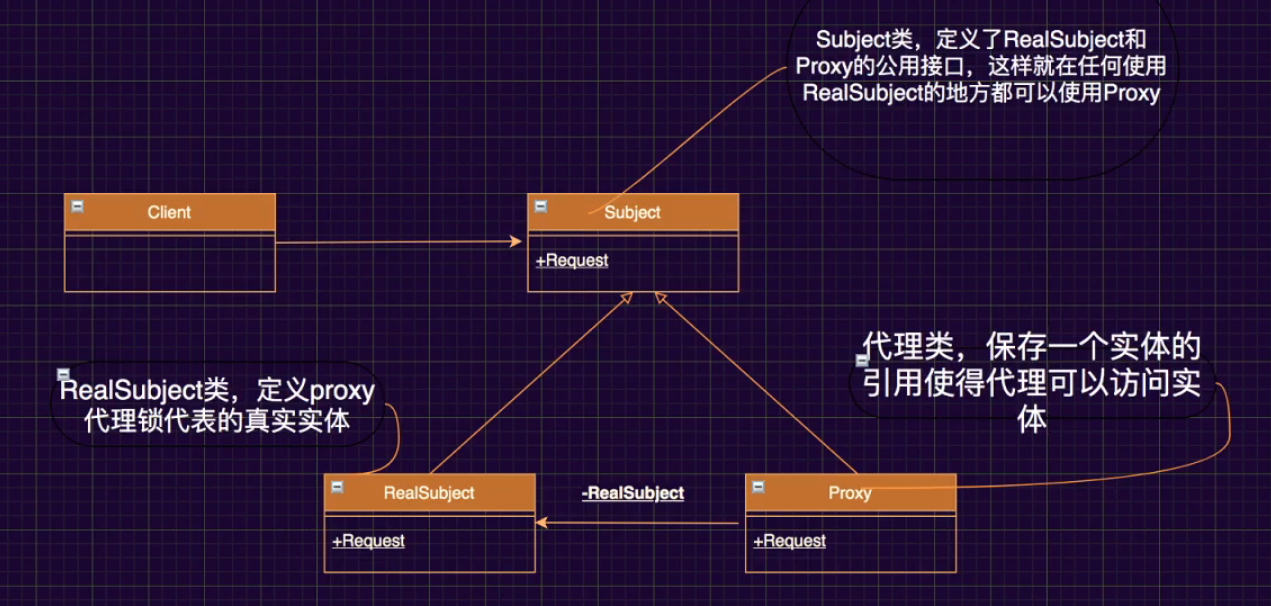 Subject类，定义了RealSubject和
Proxy的公用接口，这样就在任何使用
RealSubject的地方都可以使用Proxy
Client
Subject
+Request
RealSubject类，定义proxy
代理锁代表的真实实体
代理类，保存一个实体的
引用使得代理可以访问实
体
RealSubject
+Request
-RealSubject
Proxy
+Request